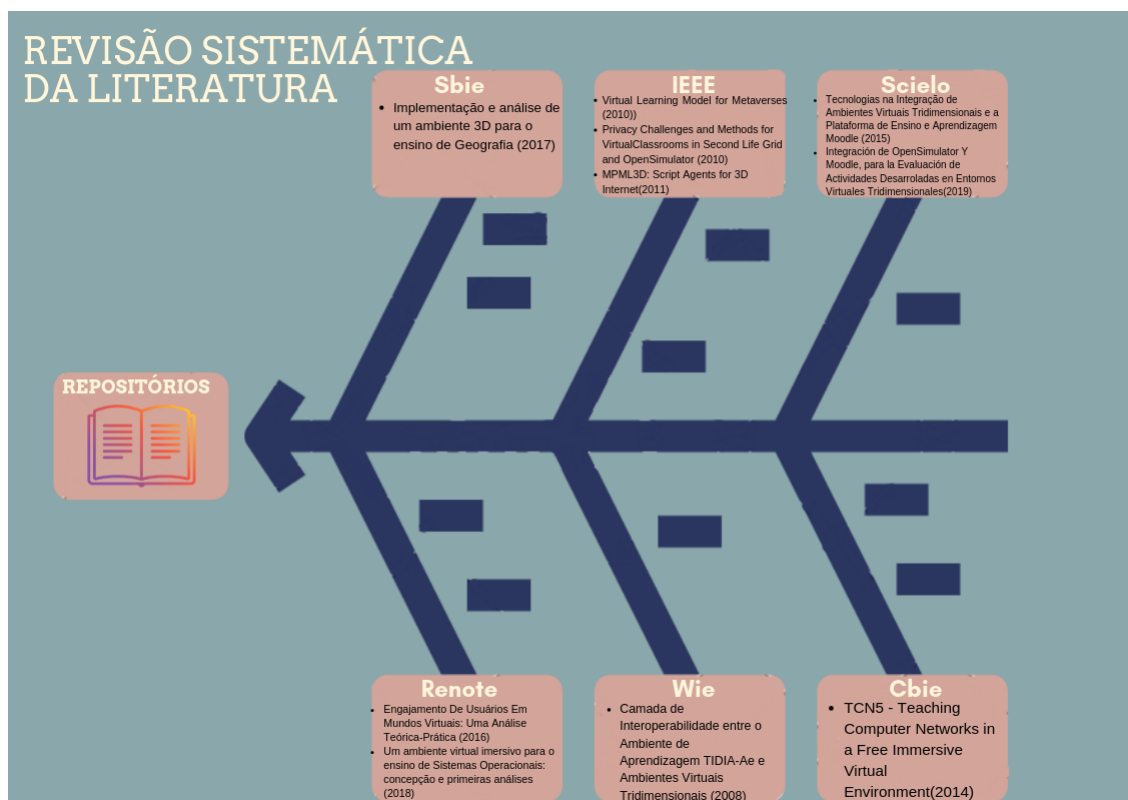 REVISÃO SISTEMÁTICA
DA LITERATURA
Sbie
Implementação e análise de
um ambiente 3D para o
ensino de Geografia (2017)
IEEE
Virtual Learning Model for Metaverses
(2010))
Privacy Challenges and Methods for
VirtualClassrooms in Second Life Grid
and OpenSimulator (2010)
MPML3D: Script Agents for 3D
Internet(2011)
Scielo
Tecnologias na Integração de
Ambientes Virtuais Tridimensionais e a
Plataforma de Ensino e Aprendizagem
Moodle (2015)
Integración de OpenSimulator Y
Moodle, para la Evaluación de
Actividades Desarroladas en Entornos
Virtuales Tridimensionales(2019)
REPOSITÓRIOS
Renote
Engajamento De Usuários Em
Mundos Virtuais: Uma Análise
Teórica-Prática (2016)
Um ambiente virtual imersivo para o
ensino de Sistemas Operacionais:
concepção e primeiras análises
(2018)
Wie
Camada de
Interoperabilidade entre o
Ambiente de
Aprendizagem TIDIA-Ae e
Ambientes Virtuais
Tridimensionais (2008)
Cbie
TCN5 - Teaching
Computer Networks in
a Free Immersive
Virtual
Environment(2014)